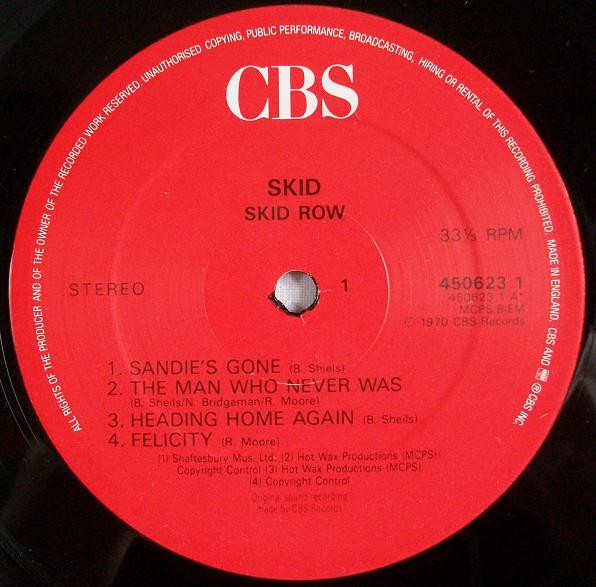 ALL RIGHTS OF THE PRODUCER AND OF THE OWNER OF THE RECORDED WORK RESERVED. UNAUTHORISED COPYING, PUBLIC PERFORMANCE, BROADCASTING, HIRING OR RENTAL OF THIS RECORDING PROHIBITED. MADE IN ENGLAND. CBS AND ℗ CBS INC.
CBS
SKID
SKID ROW
33⅓ RPM
STEREO
1
450623 1
450623 1 A*
MCPS/BIEM
℗ 1970 CBS Records
1. SANDIE'S GONE (B. Shiels)
2. THE MAN WHO NEVER WAS
(B. Sheils/N. Bridgeman/R. Moore)
3. HEADING HOME AGAIN (B. Sheils)
4. FELICITY (R. Moore)
(1) Shaftesbury Mus. Ltd. (2) Hot Wax Productions (MCPS)/
Copyright Control (3) Hot Wax Productions (MCPS)
(4) Copyright Control
Original sound recording
made by CBS Records